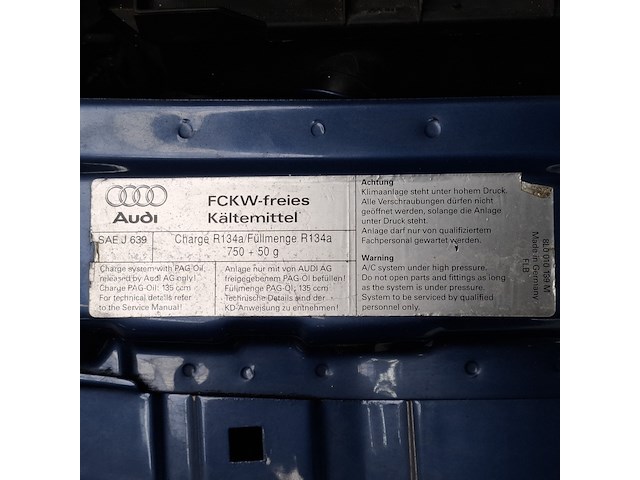 Audi
FCKW-freies
Kältemittel
SAE J 639
Charge R134a/Füllmenge R134a
750 + 50 g
Charge system with PAG-Oil
released by Audi AG only!
Charge PAG-Oil: 135 ccm
For technical details refer
to the Service Manual!
Anlage nur mit von AUDI AG
freigegebenem PAG-Öl befüllen!
Füllmenge PAG-Öl: 135 ccm
Technische Details sind der
KD-Anweisung zu entnehmen!
Achtung
Klimaanlage steht unter hohem Druck.
Alle Verschraubungen dürfen nicht
geöffnet werden, solange die Anlage
unter Druck steht.
Anlage darf nur von qualifiziertem
Fachpersonal gewartet werden.
Warning
A/C system under high pressure.
Do not open parts and fittings as long
as the system is under pressure.
System to be serviced by qualified
personnel only.
Made in Germany